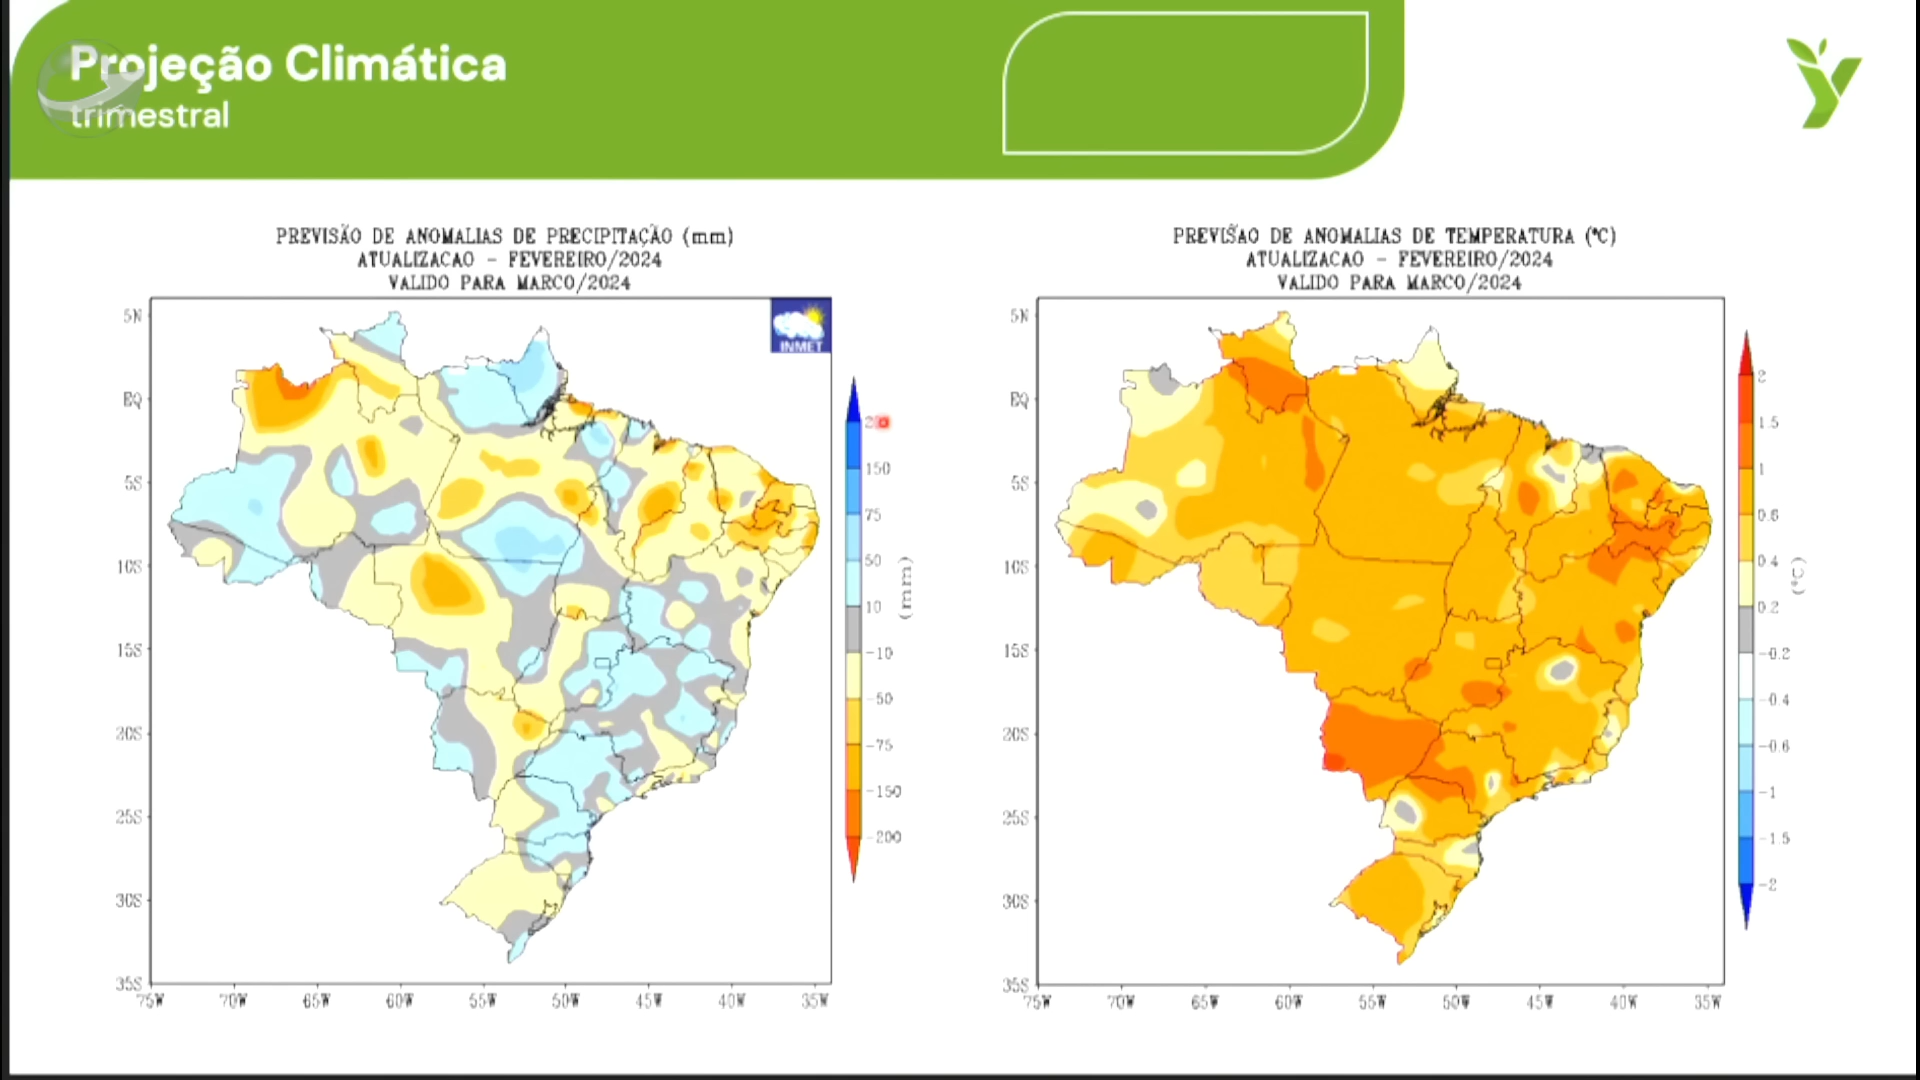 Projeção Climática
trimestral
PREVISÃO DE ANOMALIAS DE PRECIPITAÇÃO (mm)
ATUALIZACAO - FEVEREIRO/2024
VALIDO PARA MARCO/2024
INMET
5N
EQ
5S
10S
15S
20S
25S
30S
35S
75W 70W 65W 60W 55W 50W 45W 40W 35W
150
75
50
10
-10
-50
-75
-150
-200
(mm)
PREVISÃO DE ANOMALIAS DE TEMPERATURA (°C)
ATUALIZACAO - FEVEREIRO/2024
VALIDO PARA MARCO/2024
5N
EQ
5S
10S
15S
20S
25S
30S
35S
75W 70W 65W 60W 55W 50W 45W 40W 35W
2
1.5
1
0.6
0.4
0.2
-0.2
-0.4
-0.6
-1
-1.5
-2
(°C)